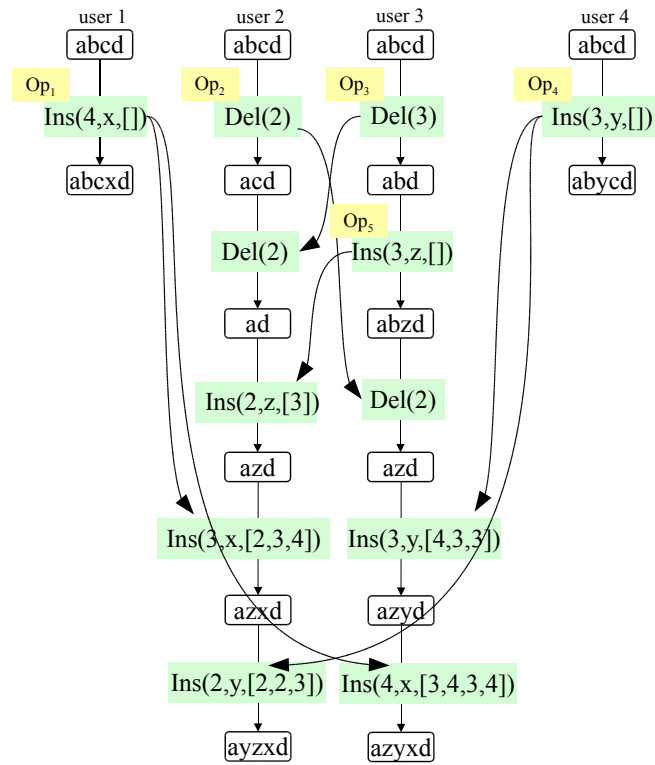 user 1 user 2 user 3 user 4
abcd abcd abcd abcd
Op1 Op2 Op3 Op4
Ins(4,x,[]) Del(2) Del(3) Ins(3,y,[])
abcxd acd abd abycd
Op5
Del(2) Ins(3,z,[])
ad abzd
Ins(2,z,[3]) Del(2)
azd azd
Ins(3,x,[2,3,4]) Ins(3,y,[4,3,3])
azxd azyd
Ins(2,y,[2,2,3]) Ins(4,x,[3,4,3,4])
ayzxd azyxd